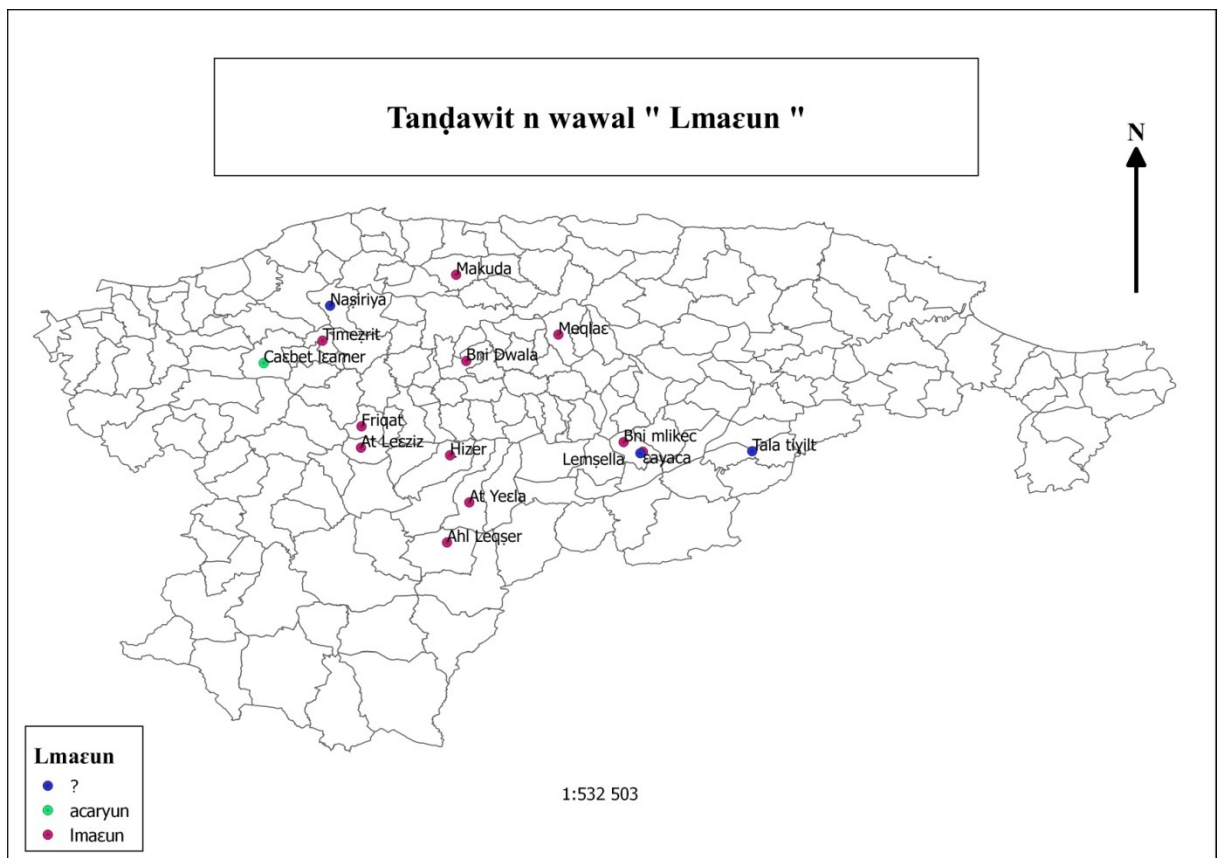 Tanḍawit n wawal " Lmaɛun "
N
Makuda
Naṣiriya
Timeẓrit
Meqlaɛ
Caɛbet lɛamer
Bni Dwala
Friqat
At Leɛziz
Hizer
Bni mlikec
Lemṣella
ɛayaca
Tala tiɣilt
At Yeɛla
Ahl Leqṣer
Lmaɛun
?
acaryun
lmaɛun
1:532 503